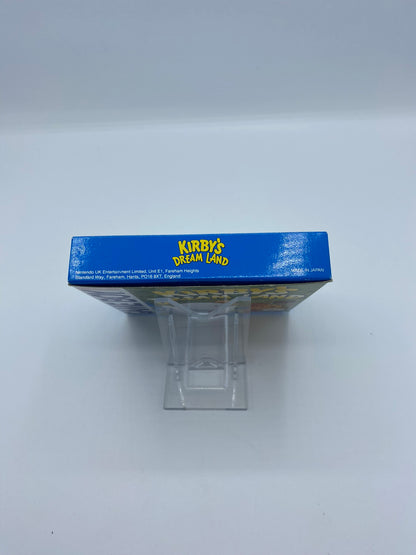 KIRBY'S
DREAM LAND
Nintendo UK Entertainment Limited, Unit E1, Fareham Heights
Standard Way, Fareham, Hants, PO16 8XT, England
MADE IN JAPAN